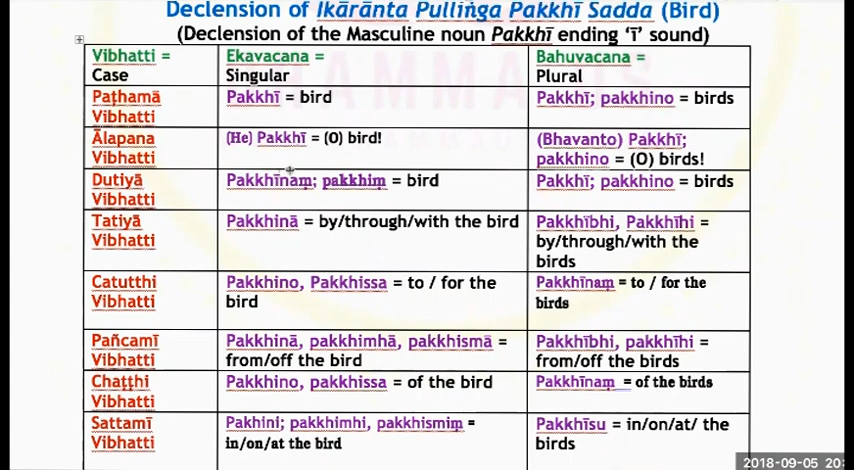 Declension of Ikārānta Pulliṅga Pakkhī Sadda (Bird)
(Declension of the Masculine noun Pakkhī ending ‘ī’ sound)
Vibhatti = Ekavacana = Bahuvacana =
Case Singular Plural
Paṭhamā Pakkhī = bird Pakkhī; pakkhino = birds
Vibhatti
Ālapana (He) Pakkhī = (O) bird! (Bhavanto) Pakkhī;
Vibhatti pakkhino = (O) birds!
Dutiyā Pakkhīnaṃ; pakkhiṃ = bird Pakkhī; pakkhino = birds
Vibhatti
Tatiyā Pakkhinā = by/through/with the bird Pakkhībhi, Pakkhīhi =
Vibhatti by/through/with the
birds
Catutthi Pakkhino, Pakkhissa = to / for the Pakkhīnaṃ = to / for the
Vibhatti bird birds
Pañcamī Pakkhinā, pakkhimhā, pakkhismā = Pakkhībhi, pakkhīhi =
Vibhatti from/off the bird from/off the birds
Chaṭṭhi Pakkhino, pakkhissa = of the bird Pakkhīnaṃ = of the birds
Vibhatti
Sattamī Pakhini; pakkhimhi, pakkhismiṃ = Pakkhīsu = in/on/at/ the
Vibhatti in/on/at the bird birds
2018-09-05 20: